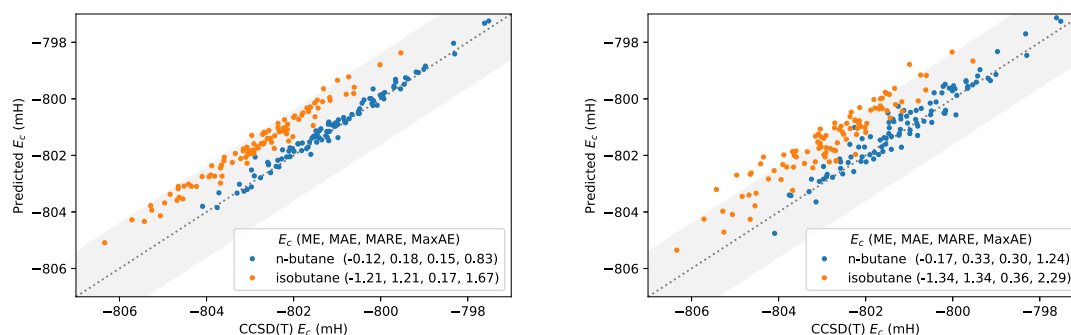 −798
−800
−802
−804
−806
Predicted E_c (mH)
E_c (ME, MAE, MARE, MaxAE)
n-butane (-0.12, 0.18, 0.15, 0.83)
isobutane (-1.21, 1.21, 0.17, 1.67)
−806 −804 −802 −800 −798
CCSD(T) E_c (mH)
−798
−800
−802
−804
−806
Predicted E_c (mH)
E_c (ME, MAE, MARE, MaxAE)
n-butane (-0.17, 0.33, 0.30, 1.24)
isobutane (-1.34, 1.34, 0.36, 2.29)
−806 −804 −802 −800 −798
CCSD(T) E_c (mH)